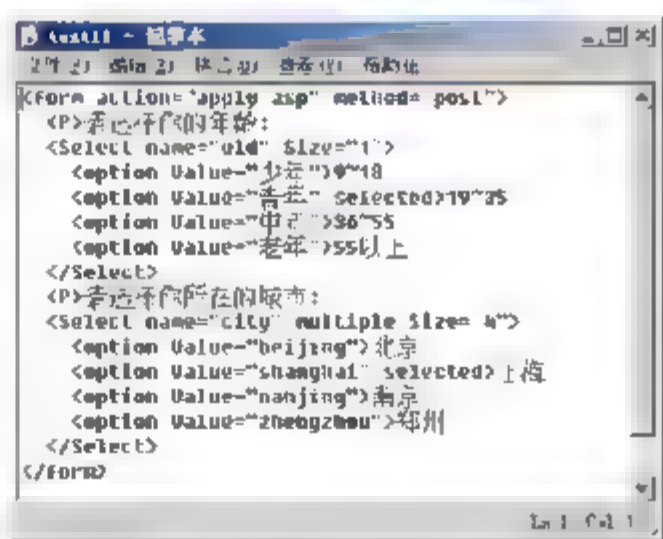 记事本
<form action="apply asp" method= post">
<P>请选择你的年龄:
<Select name="old" Size="1">
<option Value="少年">9~18
<option Value="青年" Selected>19~35
<option Value="中年">36~55
<option Value="老年">55以上
</Select>
<P>请选择你所在的城市:
<Select name="city" multiple Size= 4">
<option Value="beijing">北京
<option Value="shanghai" selected>上海
<option Value="nanjing">南京
<option Value="zhengzhou">郑州
</Select>
</form>
Ln 1 Col 1